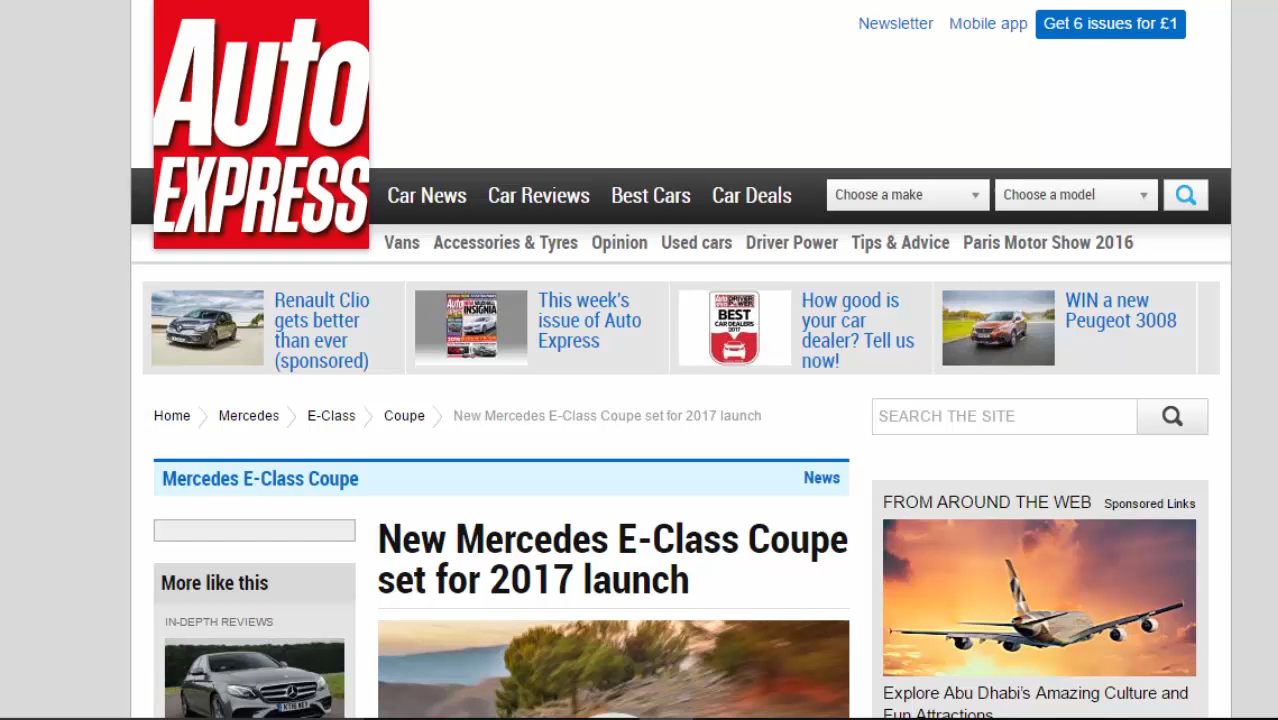 Newsletter Mobile app Get 6 issues for £1
Auto
EXPRESS
Car News Car Reviews Best Cars Car Deals Choose a make Choose a model
Vans Accessories & Tyres Opinion Used cars Driver Power Tips & Advice Paris Motor Show 2016
Renault Clio
gets better
than ever
(sponsored)
This week's
issue of Auto
Express
INSIGNIA
BEST
CAR DEALERS
2017
How good is
your car
dealer? Tell us
now!
WIN a new
Peugeot 3008
Home Mercedes E-Class Coupe New Mercedes E-Class Coupe set for 2017 launch
SEARCH THE SITE
Mercedes E-Class Coupe News
FROM AROUND THE WEB Sponsored Links
New Mercedes E-Class Coupe
set for 2017 launch
More like this
IN-DEPTH REVIEWS
Explore Abu Dhabi's Amazing Culture and
Fun Attractions